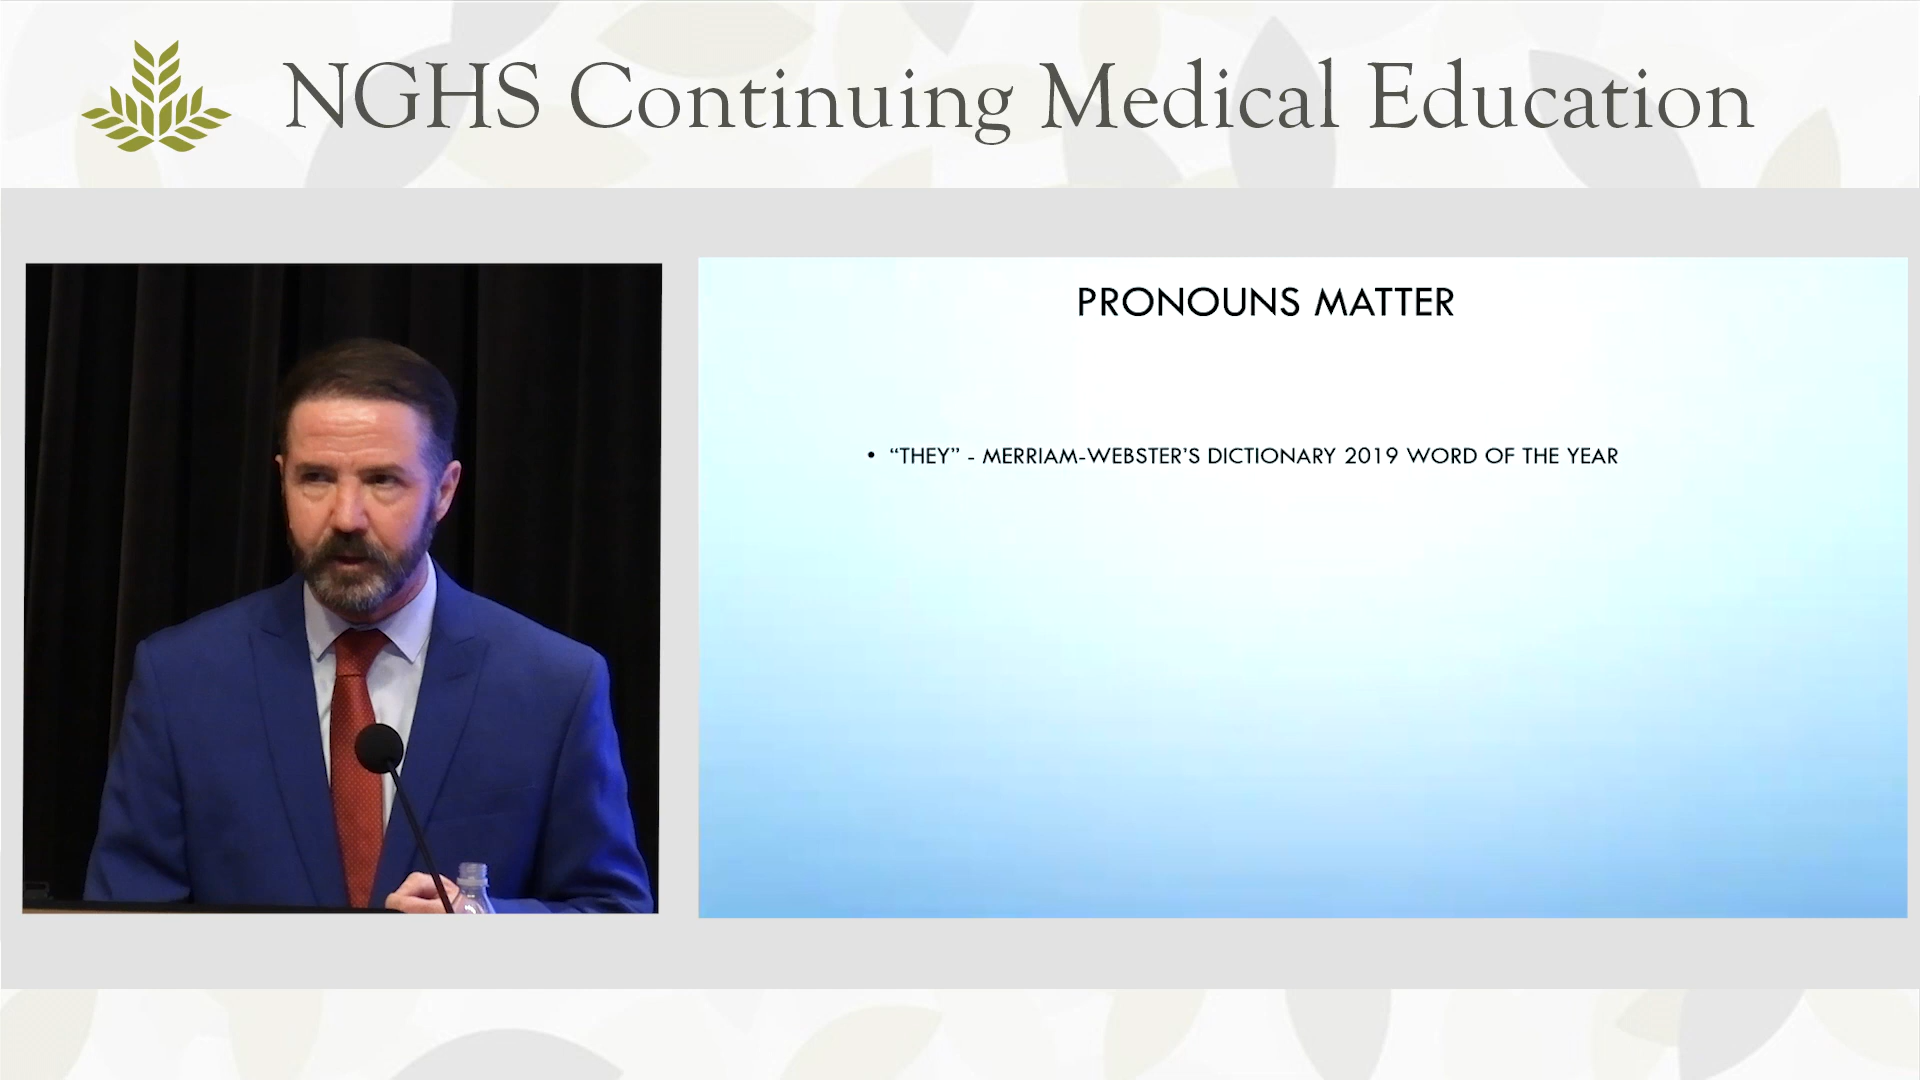 NGHS Continuing Medical Education
PRONOUNS MATTER
• “THEY” - MERRIAM-WEBSTER’S DICTIONARY 2019 WORD OF THE YEAR